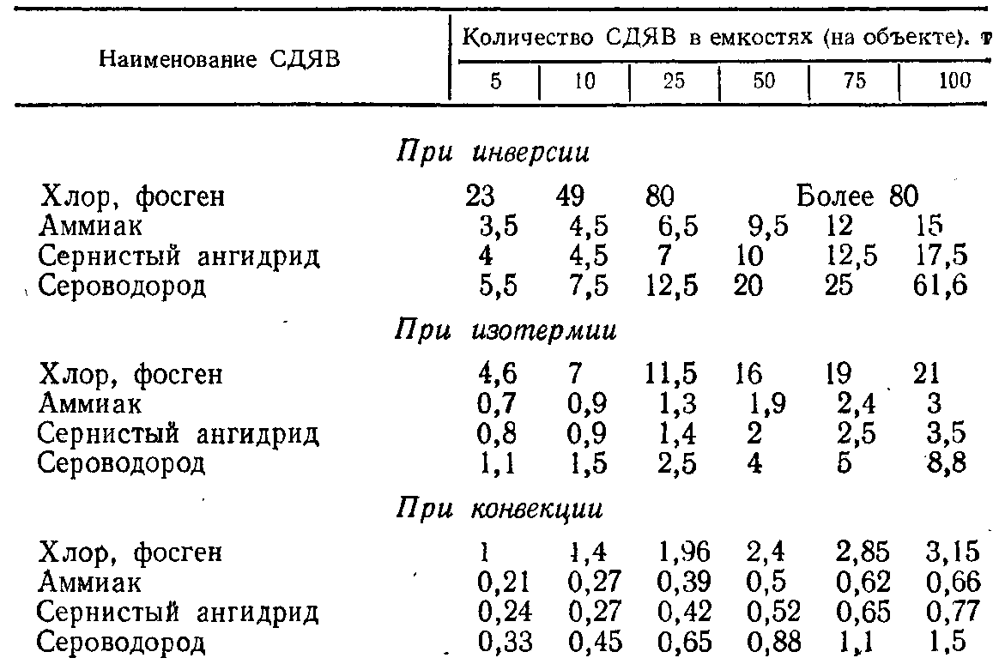 Наименование СДЯВ
Количество СДЯВ в емкостях (на объекте). т
5 10 25 50 75 100
При инверсии
Хлор, фосген 23 49 80 Более 80
Аммиак 3,5 4,5 6,5 9,5 12 15
Сернистый ангидрид 4 4,5 7 10 12,5 17,5
Сероводород 5,5 7,5 12,5 20 25 61,6
При изотермии
Хлор, фосген 4,6 7 11,5 16 19 21
Аммиак 0,7 0,9 1,3 1,9 2,4 3
Сернистый ангидрид 0,8 0,9 1,4 2 2,5 3,5
Сероводород 1,1 1,5 2,5 4 5 8,8
При конвекции
Хлор, фосген 1 1,4 1,96 2,4 2,85 3,15
Аммиак 0,21 0,27 0,39 0,5 0,62 0,66
Сернистый ангидрид 0,24 0,27 0,42 0,52 0,65 0,77
Сероводород 0,33 0,45 0,65 0,88 1,1 1,5